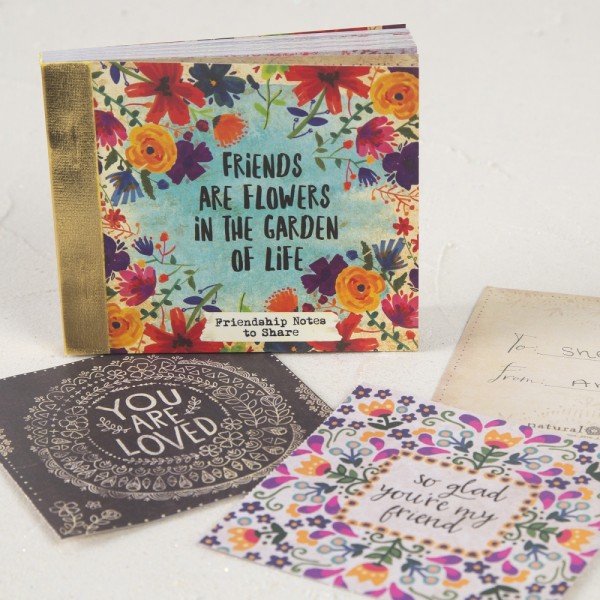 FRiENDS
ARE FLOWERS
iN THE GARDEN
OF LiFE
Friendship Notes
to Share
YOU
ARE
LOVED
so glad
you're my
friend
To
From
natural